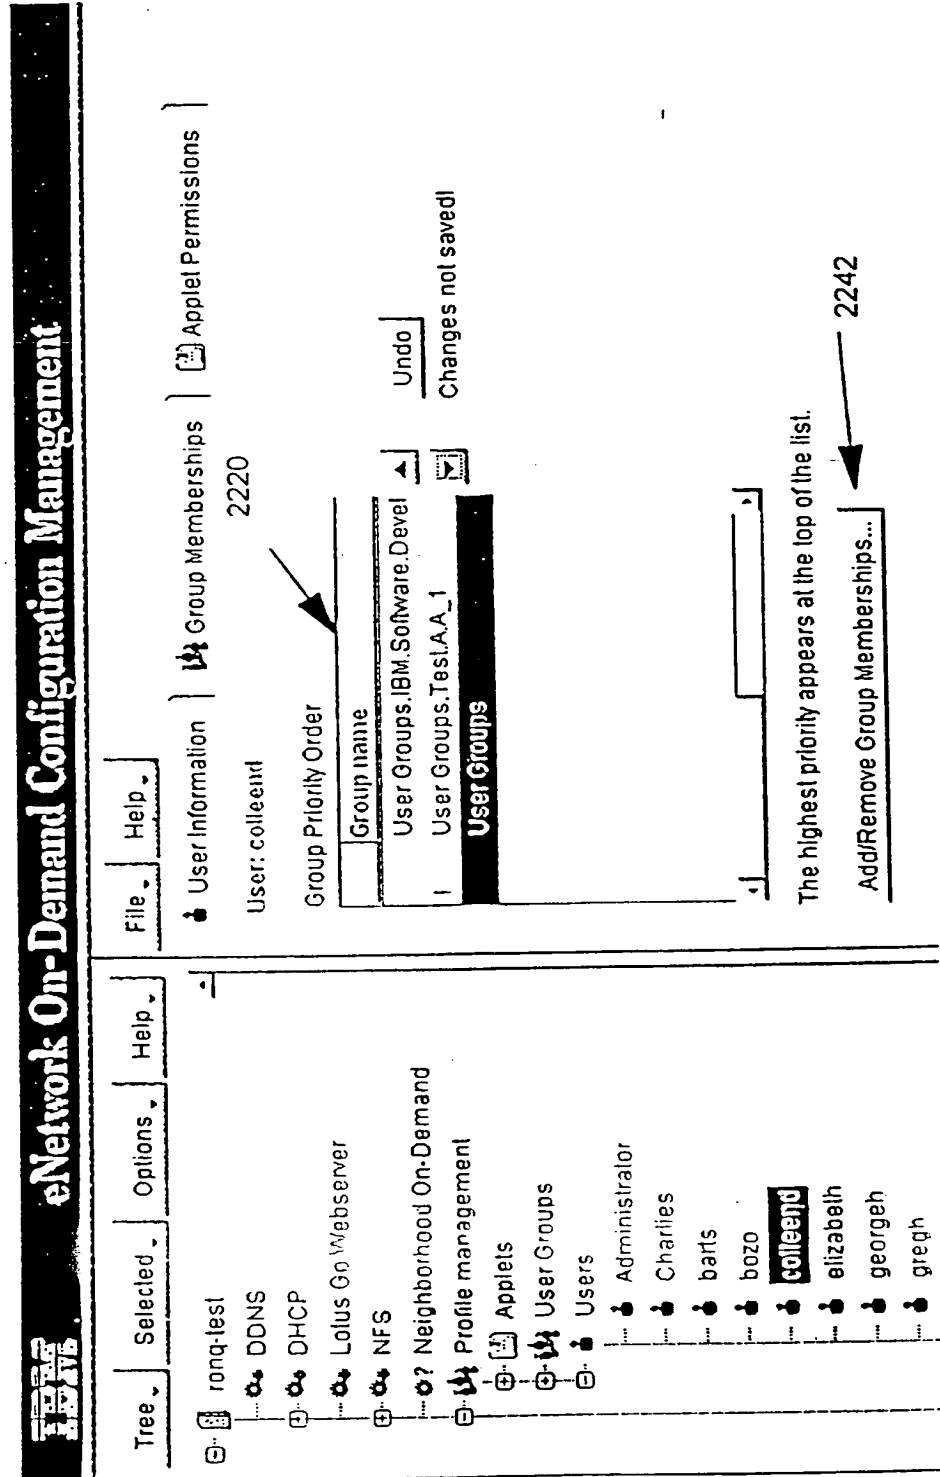 IBM eNetwork On-Demand Configuration Management
Tree Selected Options Help
ronq-test
DDNS
DHCP
Lotus Go Webserver
NFS
? Neighborhood On-Demand
Profile management
Applets
User Groups
Users
Administrator
Charlies
barts
bozo
colleend
elizabeth
georgeh
gregh
File Help
User Information Group Memberships Applet Permissions
User: colleend
2220
Group Priority Order
Group name
User Groups.IBM.Software.Devel
User Groups.Test.A.A_1
User Groups
Undo
Changes not saved!
The highest priority appears at the top of the list.
Add/Remove Group Memberships...
2242